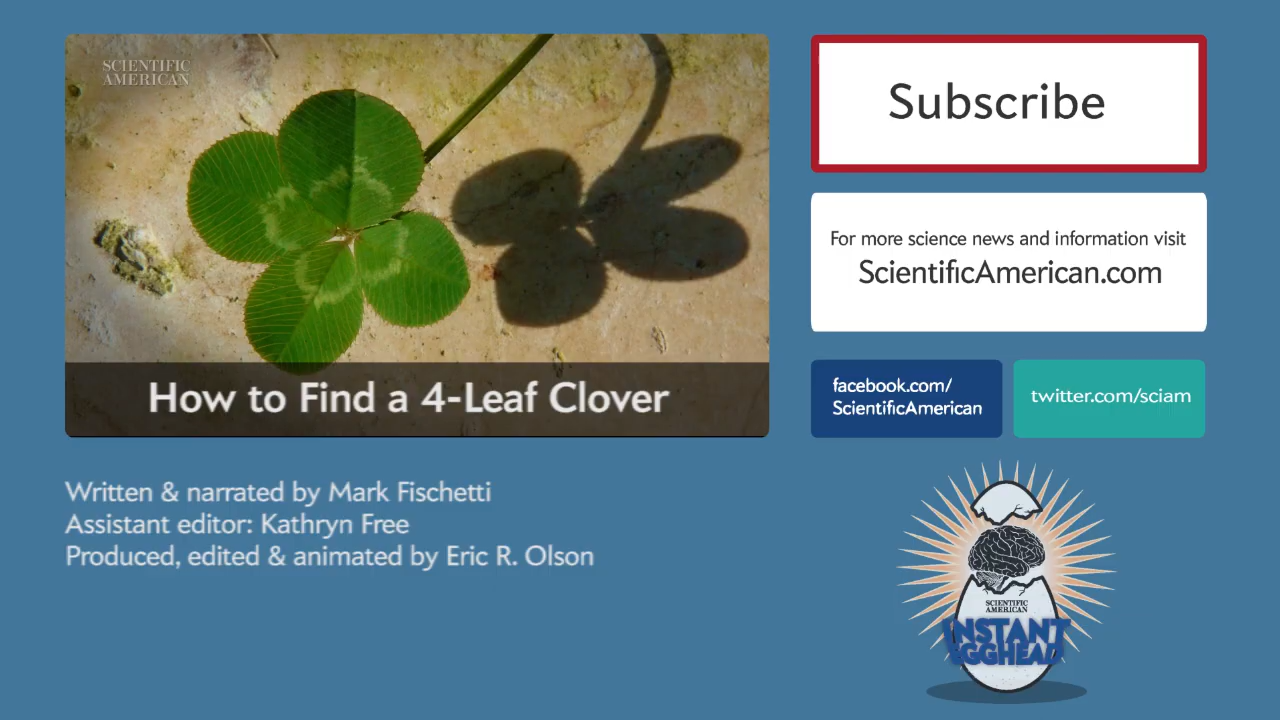 SCIENTIFIC
AMERICAN
How to Find a 4-Leaf Clover
Subscribe
For more science news and information visit
ScientificAmerican.com
facebook.com/
ScientificAmerican
twitter.com/sciam
Written & narrated by Mark Fischetti
Assistant editor: Kathryn Free
Produced, edited & animated by Eric R. Olson
SCIENTIFIC
AMERICAN
INSTANT
EGGHEAD